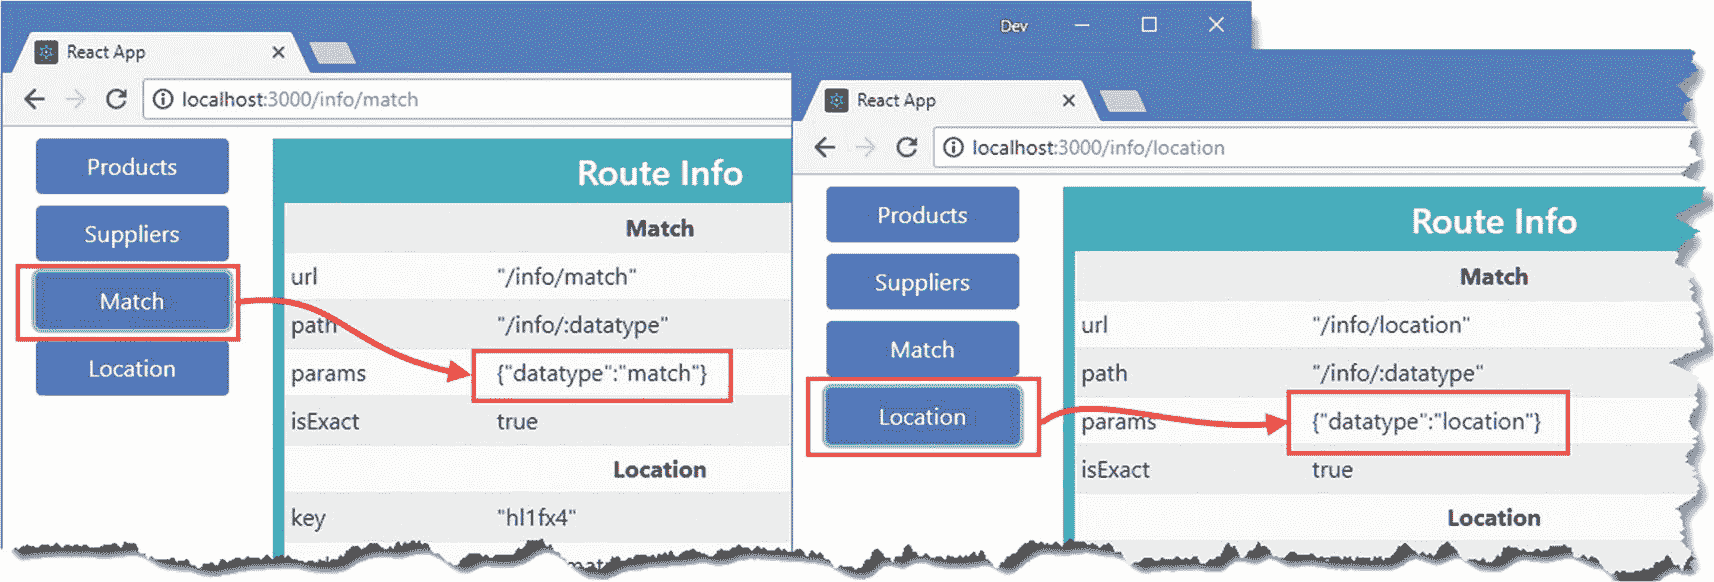 Dev
React App
localhost:3000/info/match
Products
Suppliers
Match
Location
Route Info
Match
url "/info/match"
path "/info/:datatype"
params {"datatype":"match"}
isExact true
Location
key "hl1fx4"
React App
localhost:3000/info/location
Products
Suppliers
Match
Location
Route Info
Match
url "/info/location"
path "/info/:datatype"
params {"datatype":"location"}
isExact true
Location